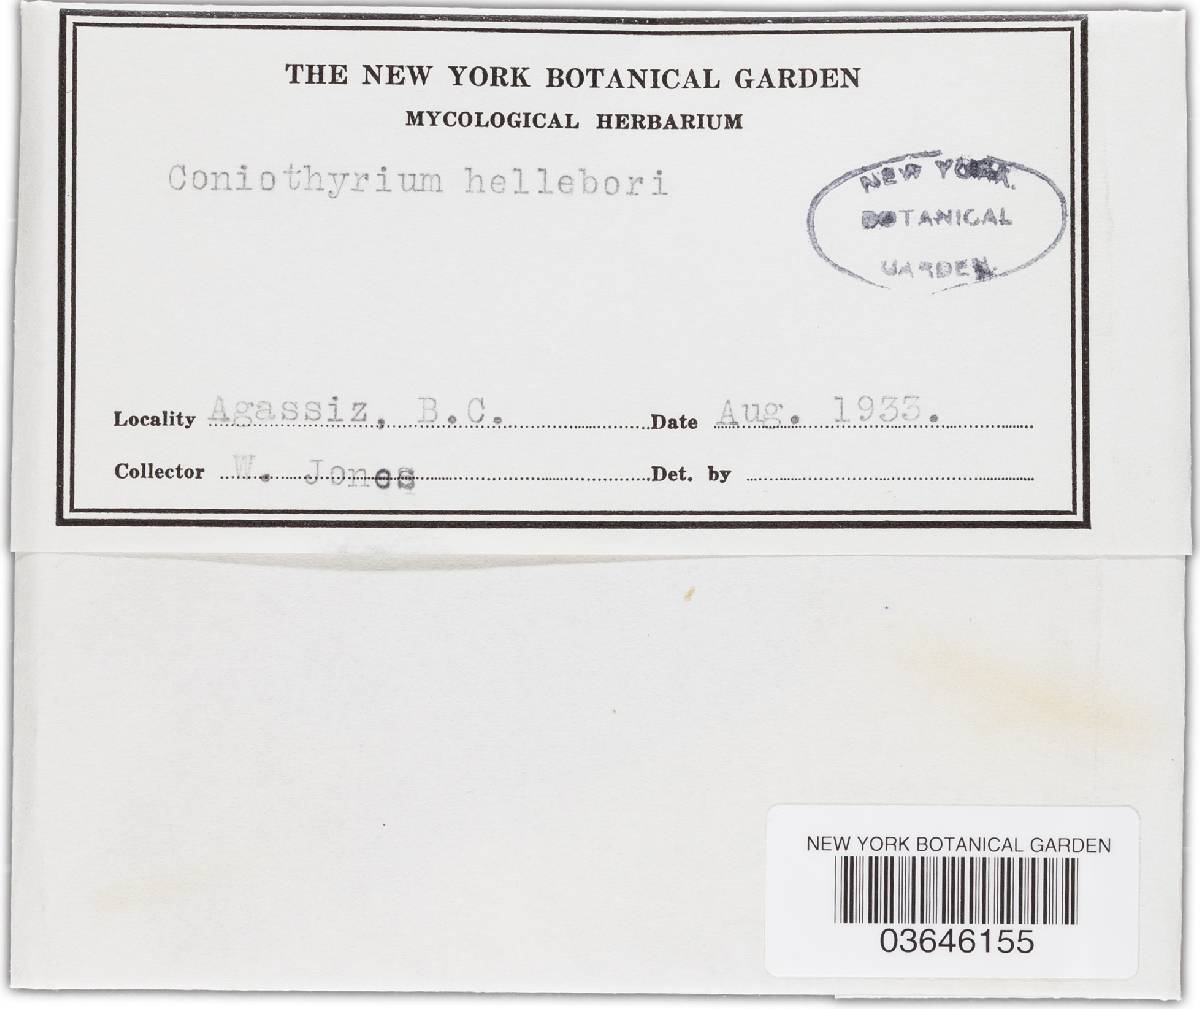 THE NEW YORK BOTANICAL GARDEN
MYCOLOGICAL HERBARIUM
Coniothyrium hellebori
NEW YORK
BOTANICAL
GARDEN.
Locality Agassiz, B.C. Date Aug. 1933.
Collector W. Jones Det. by
NEW YORK BOTANICAL GARDEN
03646155